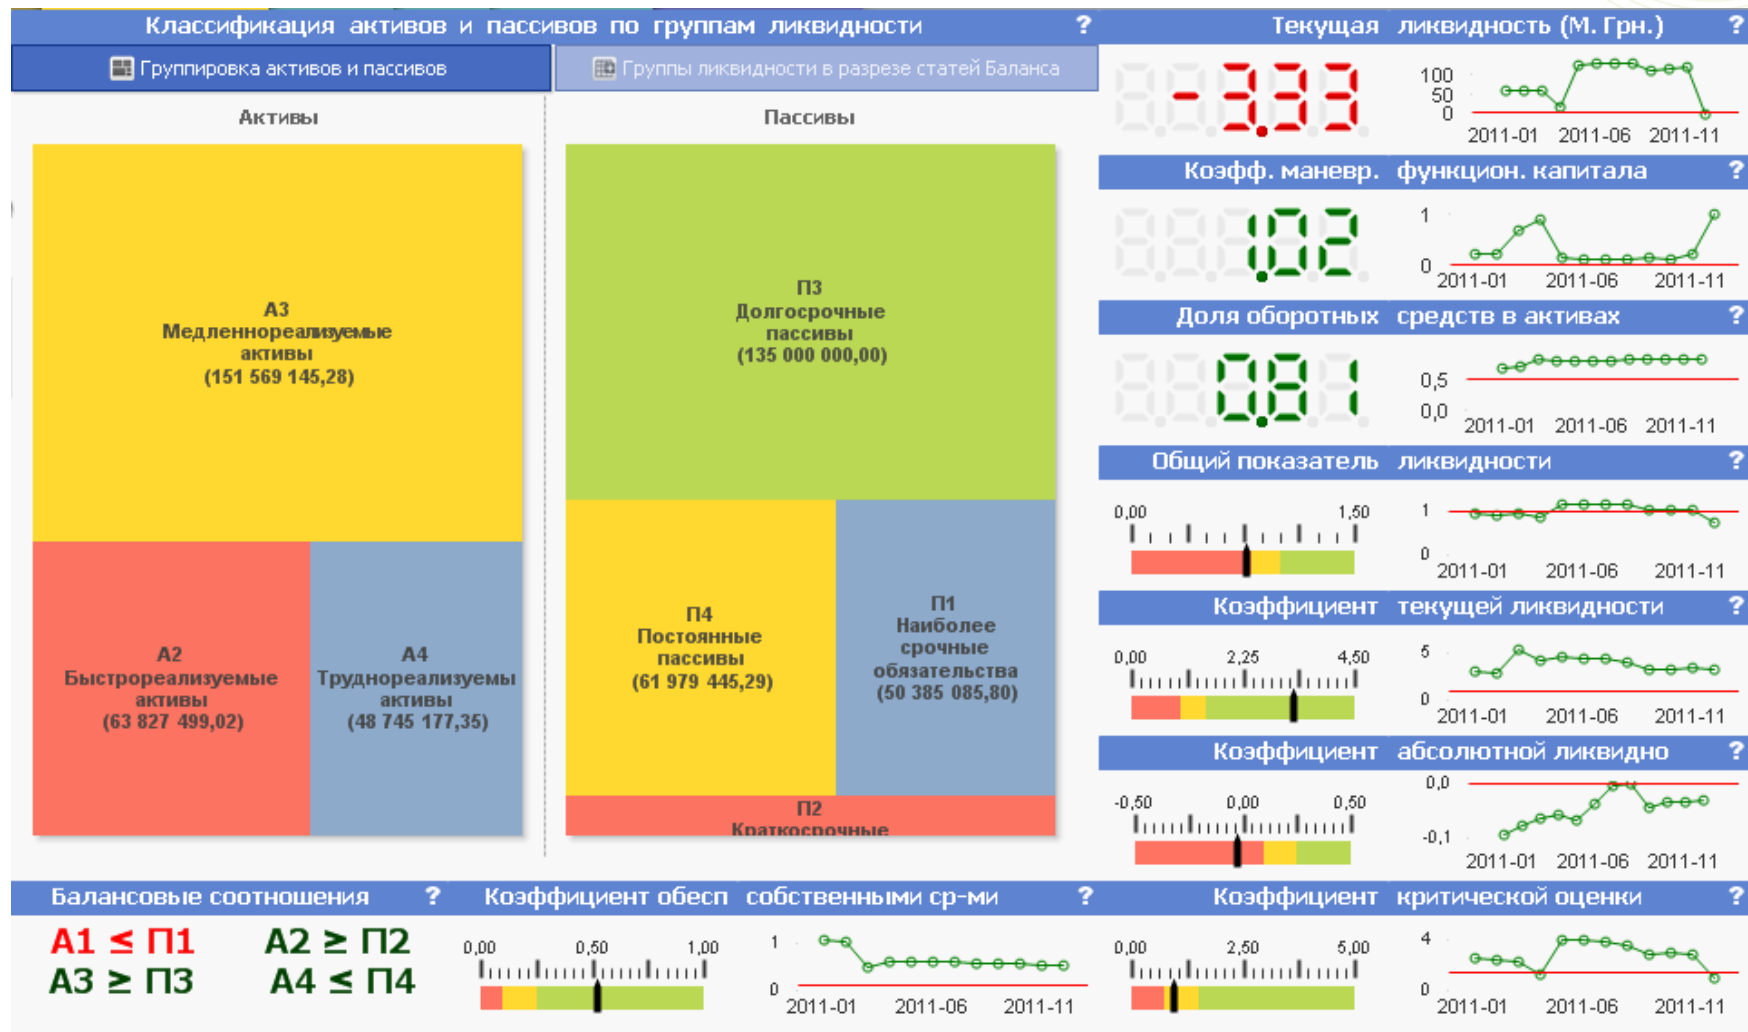 Классификация активов и пассивов по группам ликвидности ?
Группировка активов и пассивов
Группы ликвидности в разрезе статей Баланса
Активы
Пассивы
А3
Медленнореализуемые
активы
(151 569 145,28)
А2
Быстрореализуемые
активы
(63 827 499,02)
А4
Труднореализуемы
активы
(48 745 177,35)
П3
Долгосрочные
пассивы
(135 000 000,00)
П4
Постоянные
пассивы
(61 979 445,29)
П1
Наиболее
срочные
обязательства
(50 385 085,80)
П2
Краткосрочные
Текущая ликвидность (М. Грн.) ?
-3.33
100
50
0
2011-01 2011-06 2011-11
Коэфф. маневр. функцион. капитала ?
1.02
1
0
2011-01 2011-06 2011-11
Доля оборотных средств в активах ?
0.81
0,5
0,0
2011-01 2011-06 2011-11
Общий показатель ликвидности ?
0,00 1,50
1
0
2011-01 2011-06 2011-11
Коэффициент текущей ликвидности ?
0,00 2,25 4,50
5
0
2011-01 2011-06 2011-11
Коэффициент абсолютной ликвидно ?
-0,50 0,00 0,50
0,0
-0,1
2011-01 2011-06 2011-11
Балансовые соотношения ?
А1 ≤ П1 А2 ≥ П2
А3 ≥ П3 А4 ≤ П4
Коэффициент обесп собственными ср-ми ?
0,00 0,50 1,00
1
0
2011-01 2011-06 2011-11
Коэффициент критической оценки ?
0,00 2,50 5,00
4
0
2011-01 2011-06 2011-11